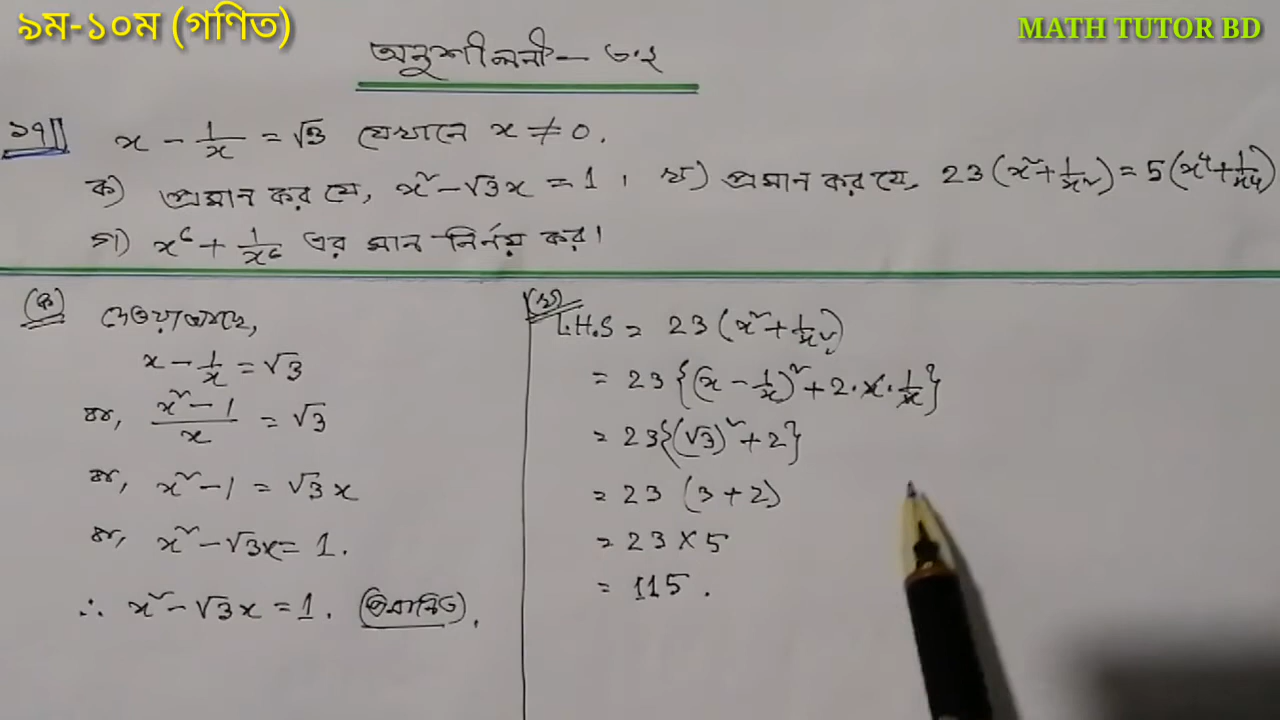 ৯ম-১০ম (গণিত)
MATH TUTOR BD
অনুশীলনী - ৩.২
১৭॥ x - 1/x = √3 যেখানে x ≠ 0.
ক) প্রমান কর যে, x² - √3x = 1 । খ) প্রমান কর যে, 23(x² + 1/x²) = 5(x⁴ + 1/x⁴)
গ) x⁶ + 1/x⁶ এর মান নির্নয় কর।
(ক) দেওয়া আছে,
x - 1/x = √3
বা, (x² - 1)/x = √3
বা, x² - 1 = √3 x
বা, x² - √3x = 1.
∴ x² - √3x = 1. (প্রমানিত).
(খ)
L.H.S = 23(x² + 1/x²)
= 23{(x - 1/x)² + 2·x·1/x}
= 23{(√3)² + 2}
= 23 (3 + 2)
= 23 × 5
= 115.